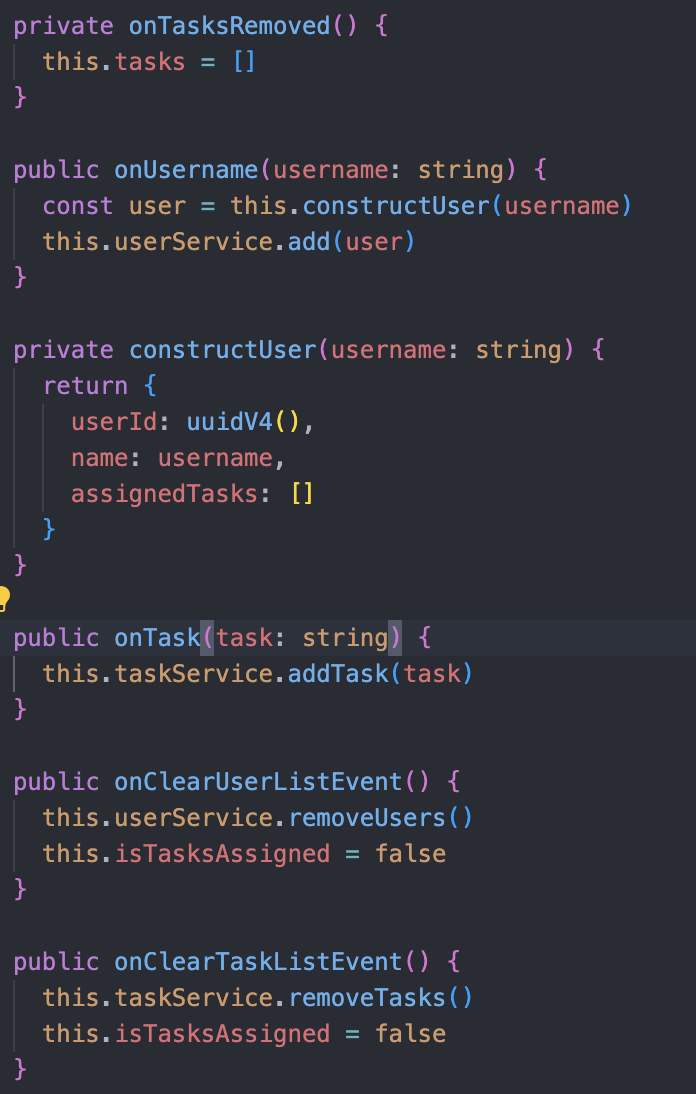 private onTasksRemoved() {
  this.tasks = []
}

public onUsername(username: string) {
  const user = this.constructUser(username)
  this.userService.add(user)
}

private constructUser(username: string) {
  return {
    userId: uuidV4(),
    name: username,
    assignedTasks: []
  }
}

public onTask(task: string) {
  this.taskService.addTask(task)
}

public onClearUserListEvent() {
  this.userService.removeUsers()
  this.isTasksAssigned = false
}

public onClearTaskListEvent() {
  this.taskService.removeTasks()
  this.isTasksAssigned = false
}